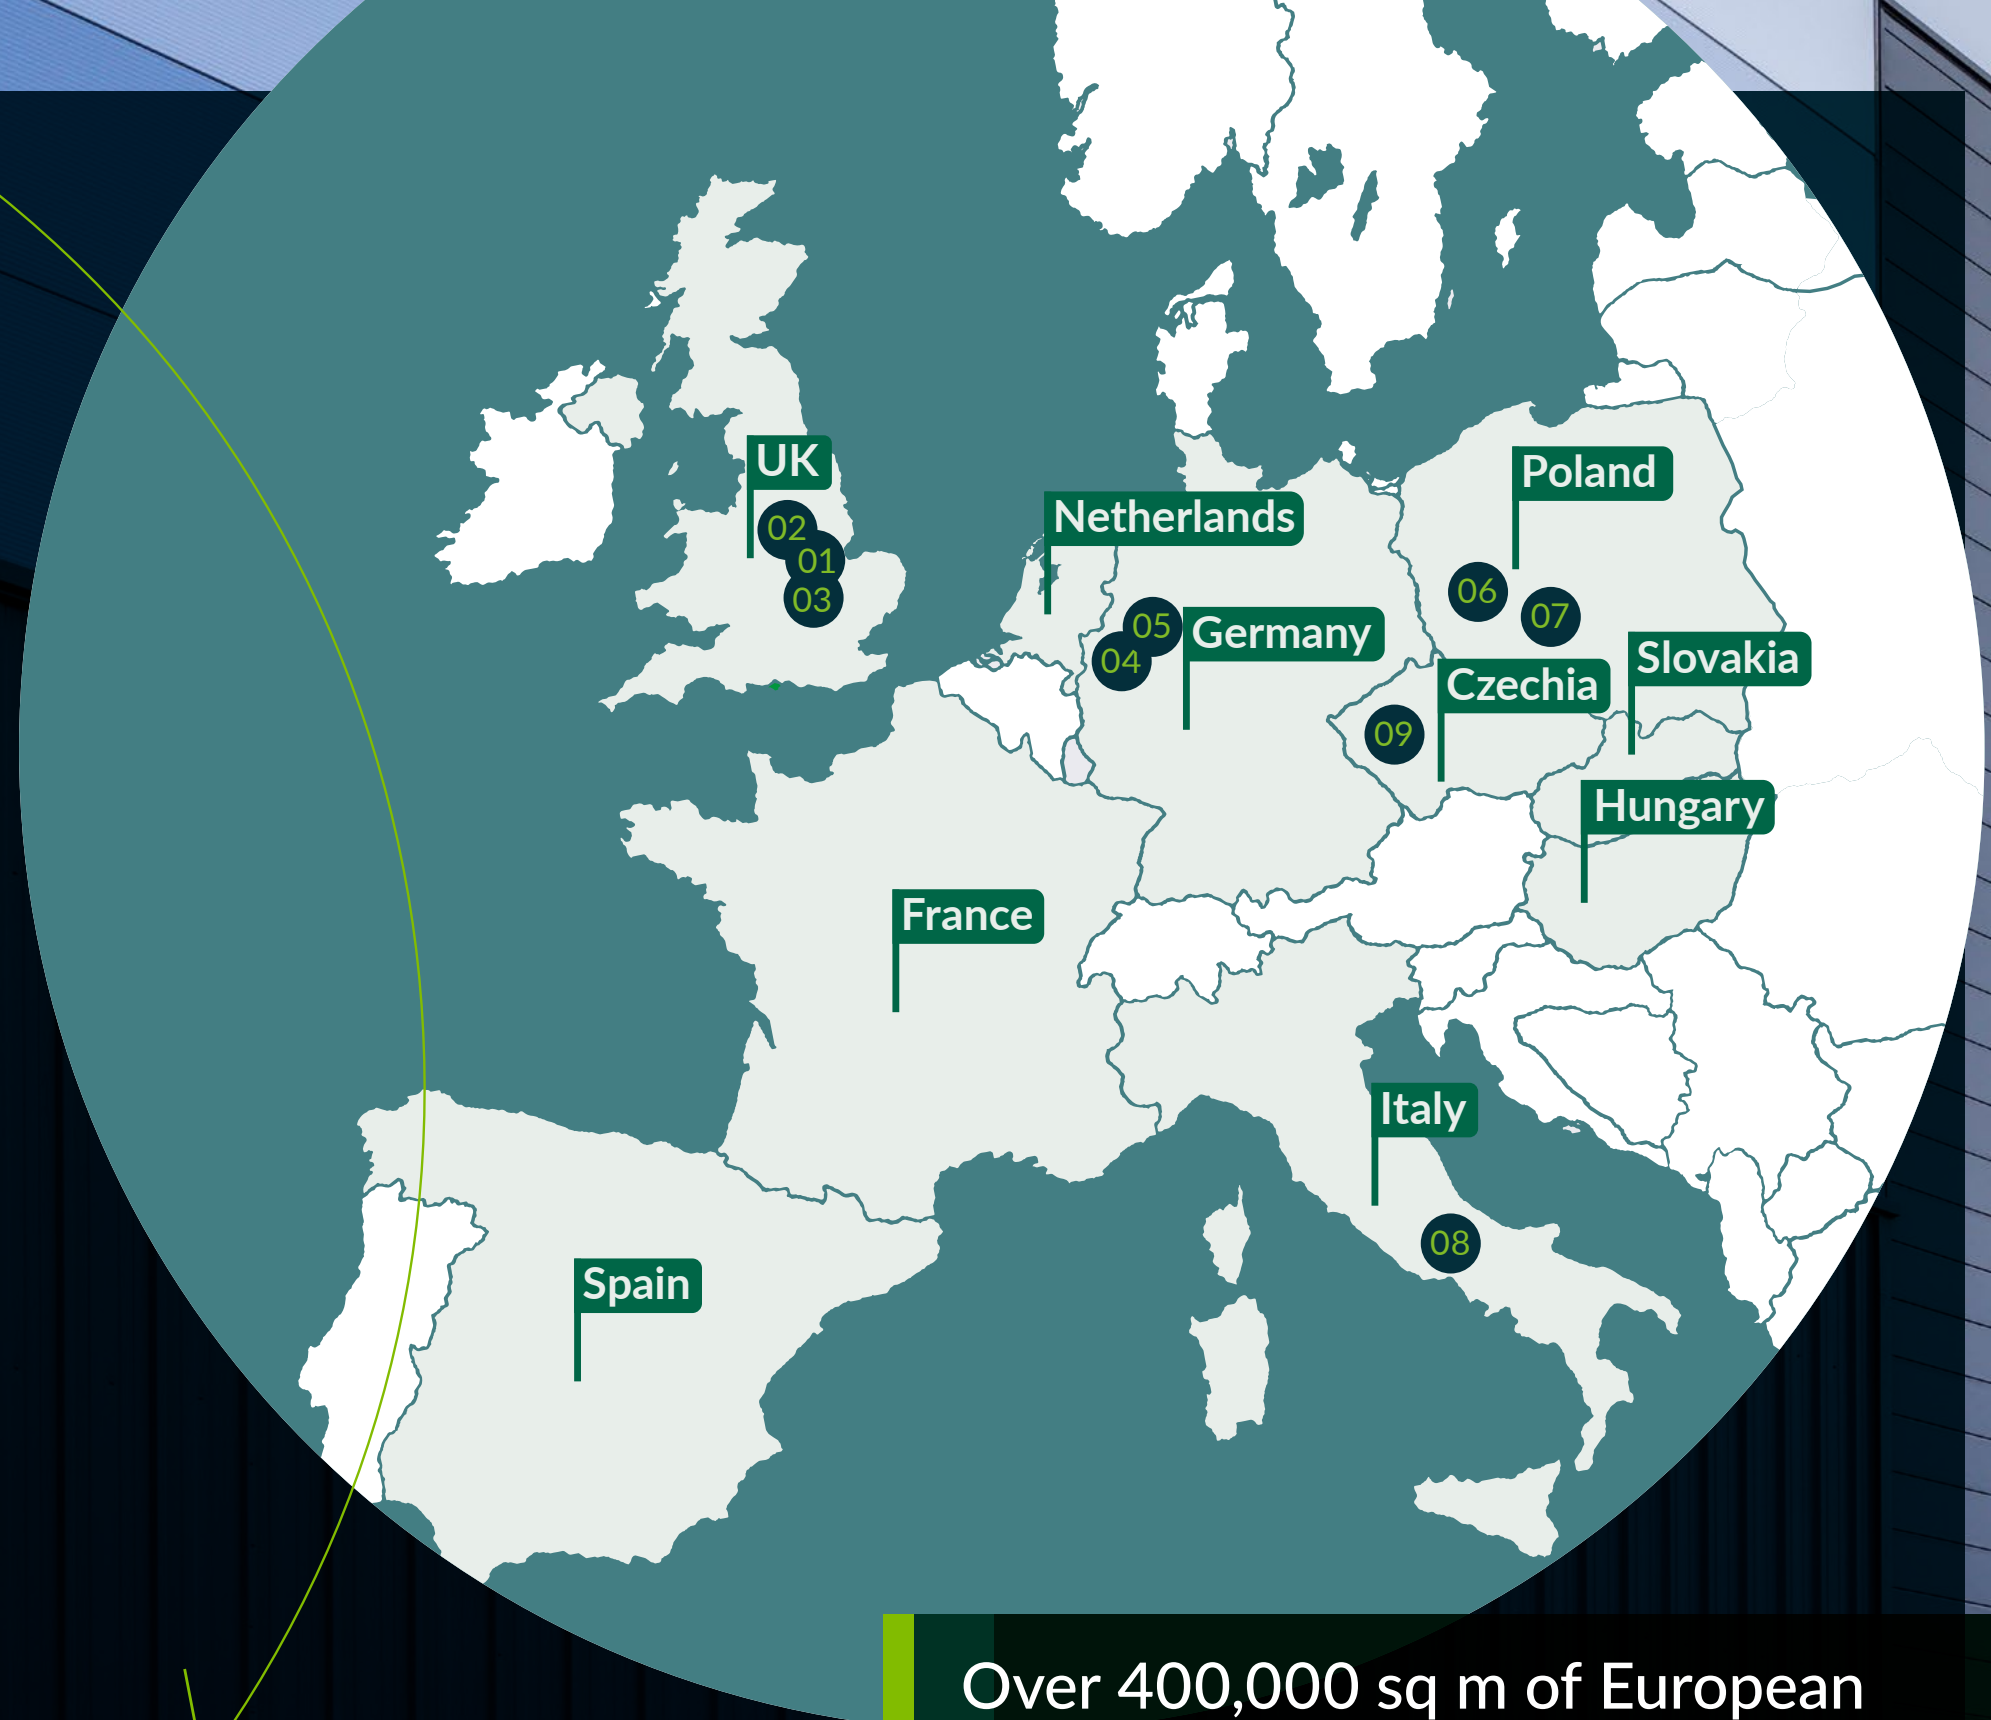 UK
02
01
03
Netherlands
Poland
06
07
05
04
Germany
Slovakia
Czechia
09
Hungary
France
Italy
08
Spain
Over 400,000 sq m of European